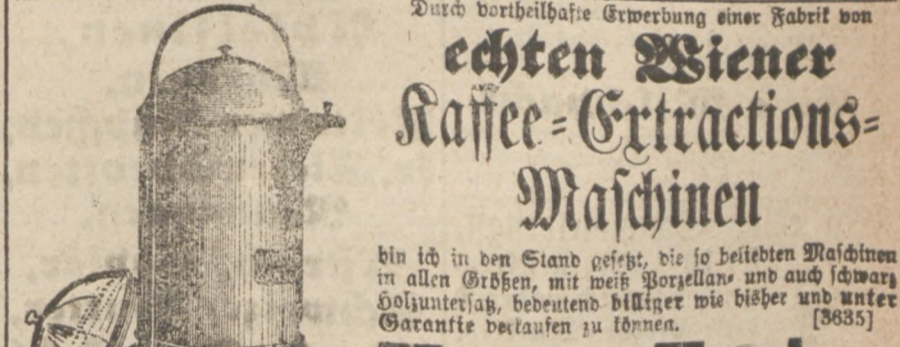 Durch vortheilhafte Erwerbung einer Fabrik von
echten Wiener
Kaffee-Extractions-
Maschinen
bin ich in den Stand gesetzt, die so beliebten Maschinen
in allen Größen, mit weiß Porzellan- und auch schwarz
Holzuntersatz, bedeutend billiger wie bisher und unter
Garantie verkaufen zu können. [3635]